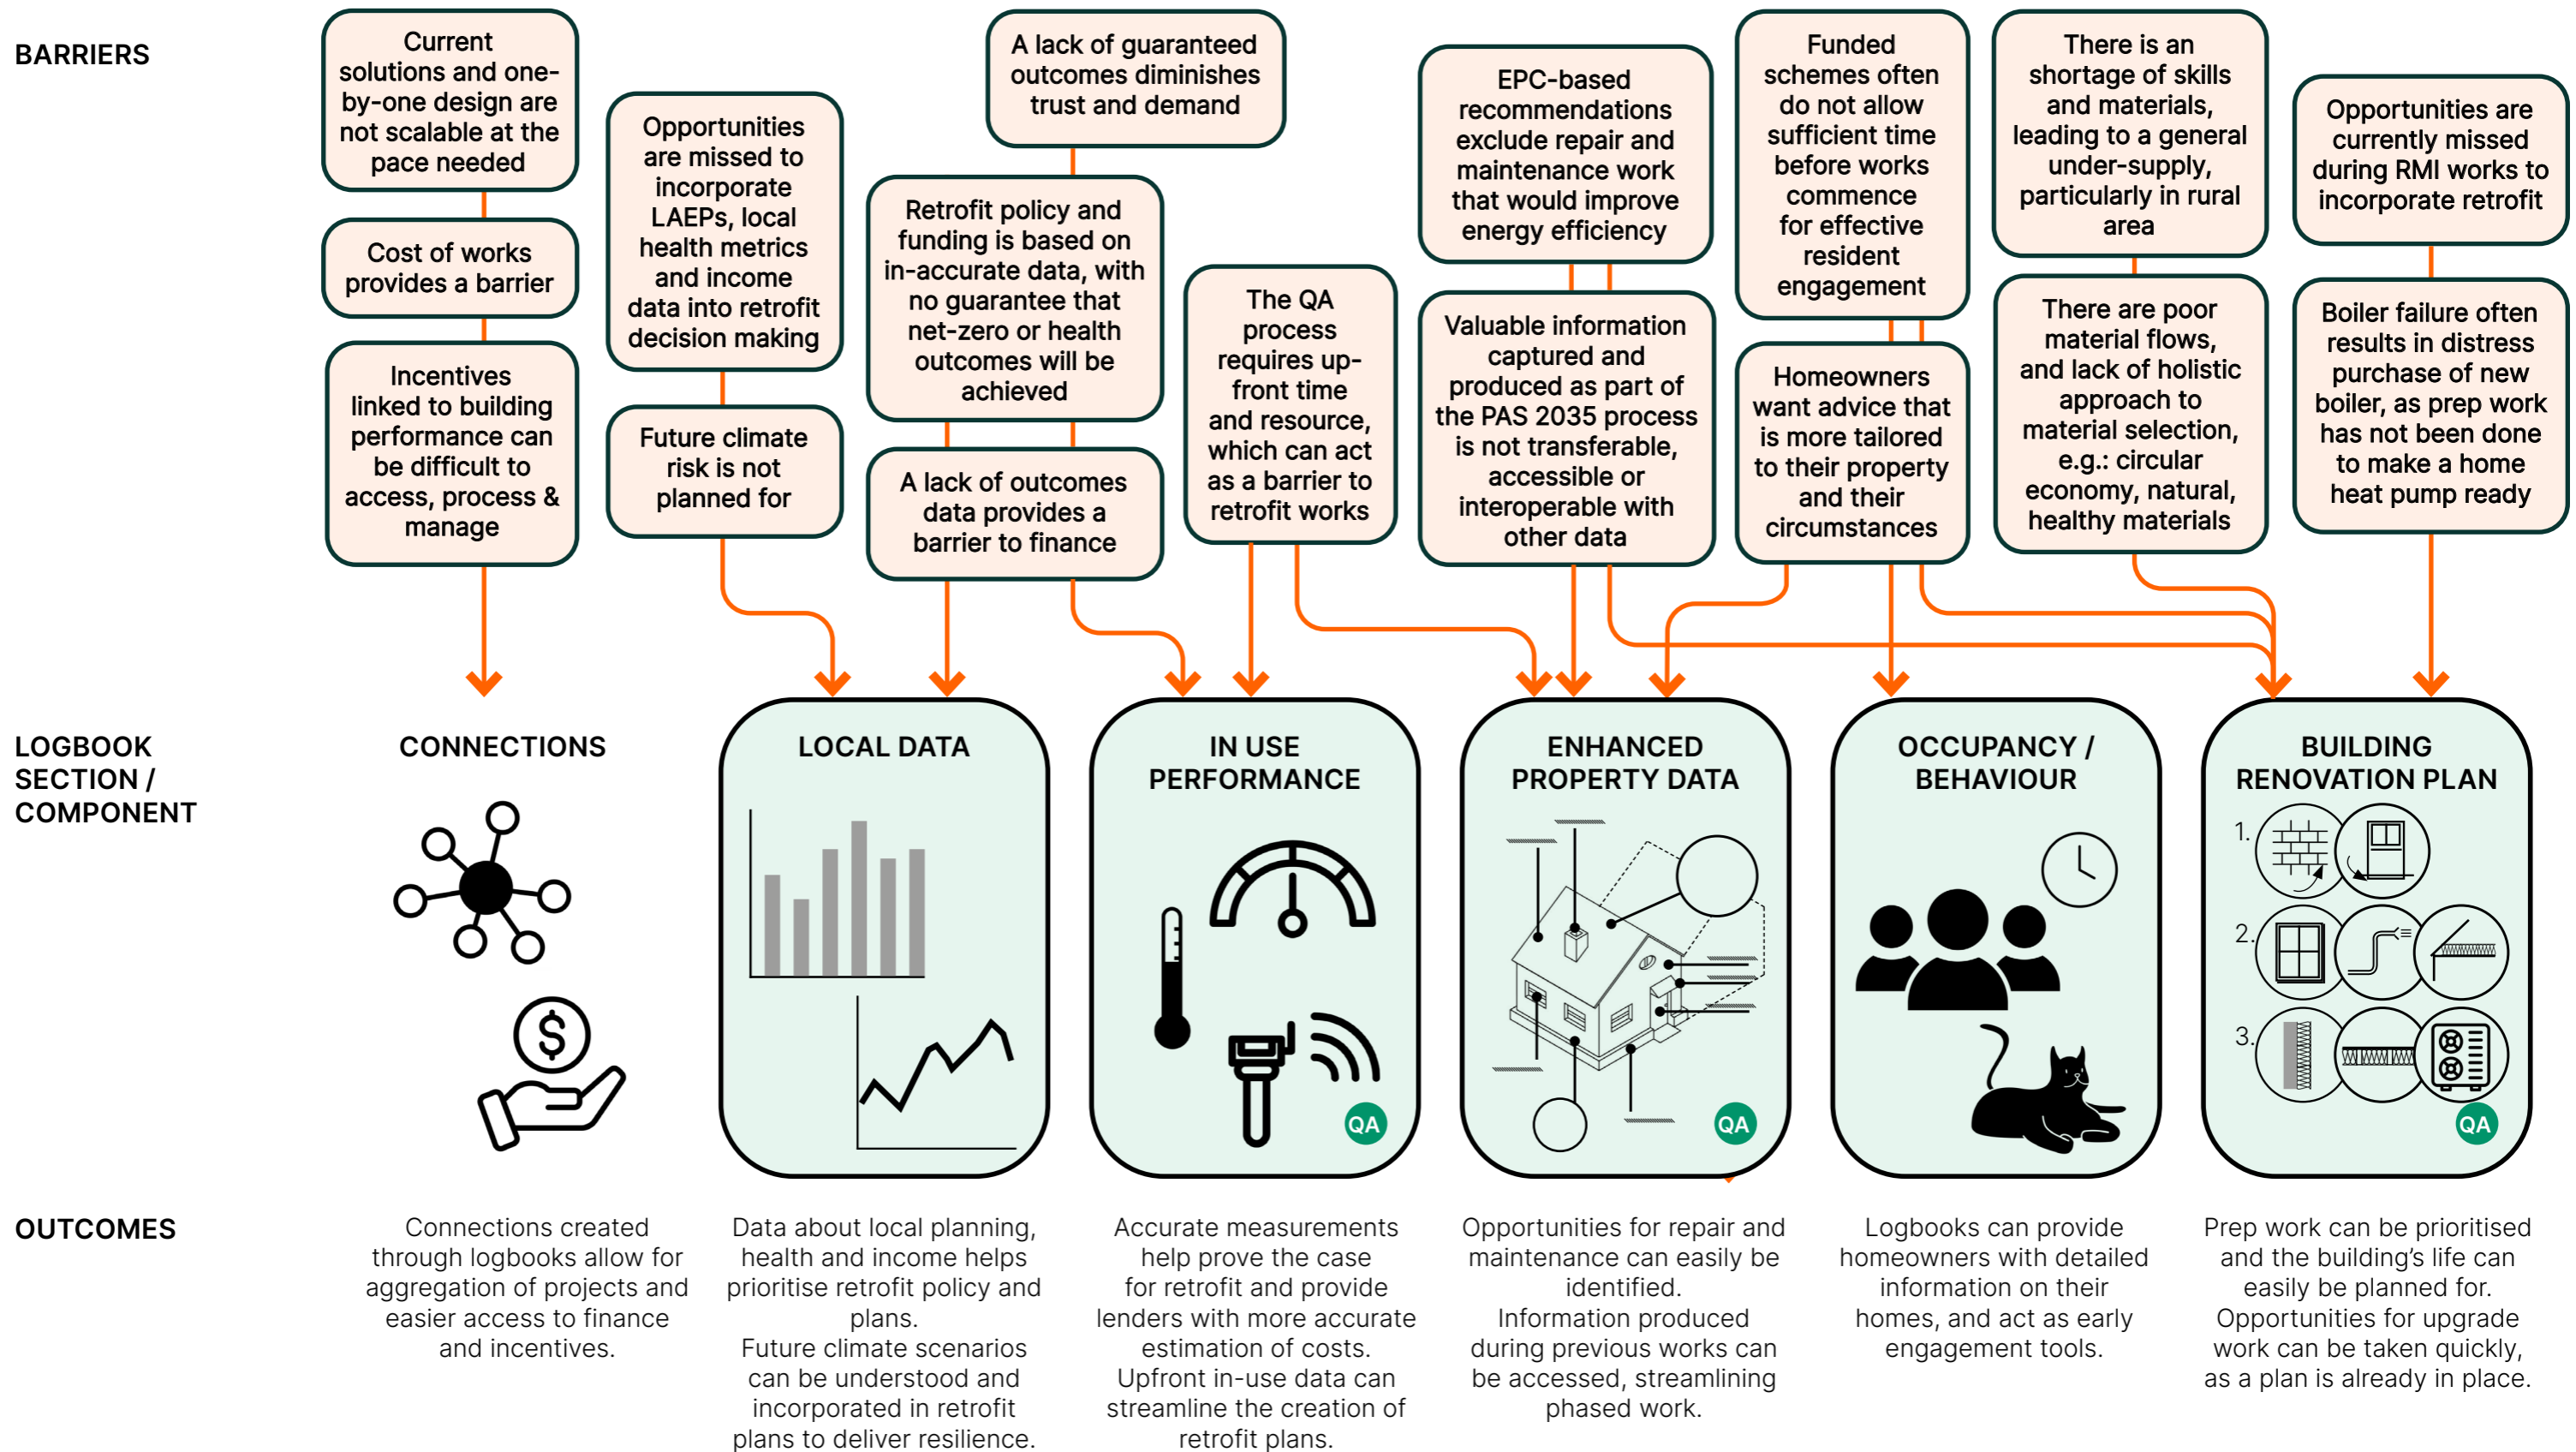 BARRIERS
Current
solutions and one-
by-one design are
not scalable at the
pace needed
Cost of works
provides a barrier
Incentives
linked to building
performance can
be difficult to
access, process &
manage
Opportunities
are missed to
incorporate
LAEPs, local
health metrics
and income
data into retrofit
decision making
Future climate
risk is not
planned for
A lack of guaranteed
outcomes diminishes
trust and demand
Retrofit policy and
funding is based on
in-accurate data, with
no guarantee that
net-zero or health
outcomes will be
achieved
A lack of outcomes
data provides a
barrier to finance
The QA
process
requires up-
front time
and resource,
which can act
as a barrier to
retrofit works
EPC-based
recommendations
exclude repair and
maintenance work
that would improve
energy efficiency
Valuable information
captured and
produced as part of
the PAS 2035 process
is not transferable,
accessible or
interoperable with
other data
Funded
schemes often
do not allow
sufficient time
before works
commence
for effective
resident
engagement
Homeowners
want advice that
is more tailored
to their property
and their
circumstances
There is an
shortage of skills
and materials,
leading to a general
under-supply,
particularly in rural
area
There are poor
material flows,
and lack of holistic
approach to
material selection,
e.g.: circular
economy, natural,
healthy materials
Opportunities are
currently missed
during RMI works to
incorporate retrofit
Boiler failure often
results in distress
purchase of new
boiler, as prep work
has not been done
to make a home
heat pump ready
LOGBOOK
SECTION /
COMPONENT
CONNECTIONS
$
LOCAL DATA
IN USE
PERFORMANCE
QA
ENHANCED
PROPERTY DATA
QA
OCCUPANCY /
BEHAVIOUR
BUILDING
RENOVATION PLAN
1.
2.
3.
QA
OUTCOMES
Connections created
through logbooks allow for
aggregation of projects and
easier access to finance
and incentives.
Data about local planning,
health and income helps
prioritise retrofit policy and
plans.
Future climate scenarios
can be understood and
incorporated in retrofit
plans to deliver resilience.
Accurate measurements
help prove the case
for retrofit and provide
lenders with more accurate
estimation of costs.
Upfront in-use data can
streamline the creation of
retrofit plans.
Opportunities for repair and
maintenance can easily be
identified.
Information produced
during previous works can
be accessed, streamlining
phased work.
Logbooks can provide
homeowners with detailed
information on their
homes, and act as early
engagement tools.
Prep work can be prioritised
and the building’s life can
easily be planned for.
Opportunities for upgrade
work can be taken quickly,
as a plan is already in place.